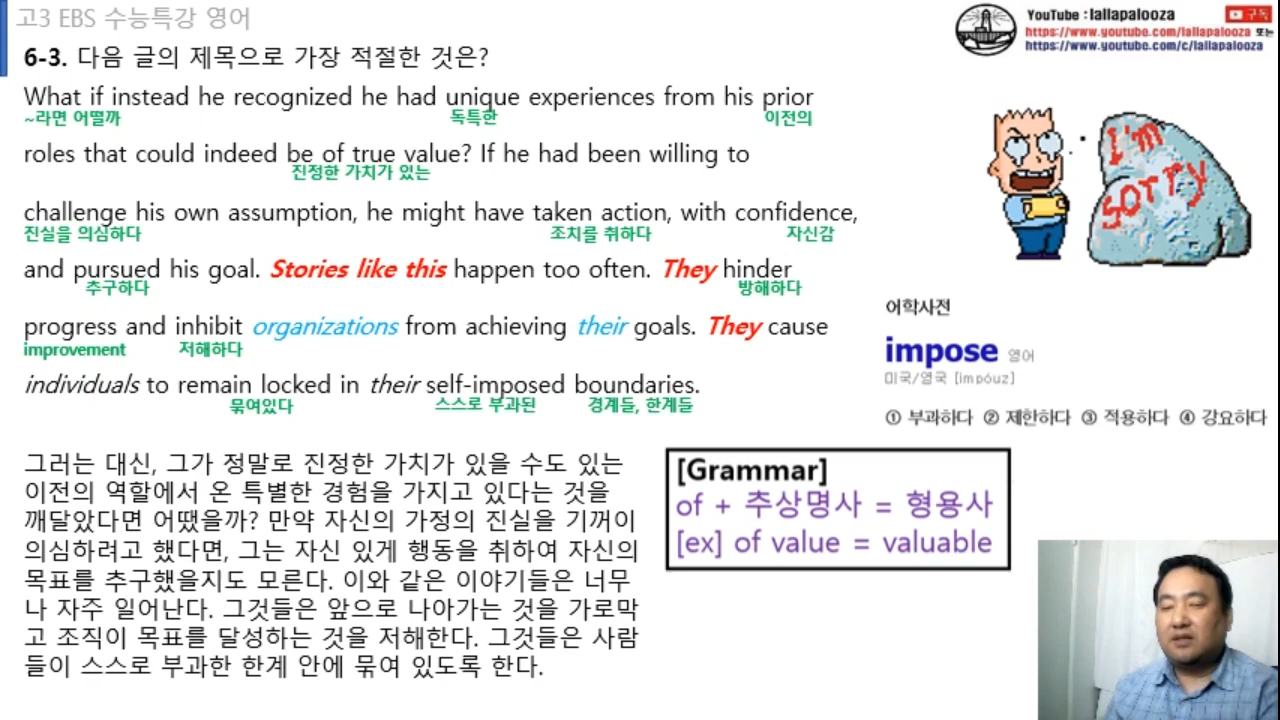 고3 EBS 수능특강 영어
YouTube : lallapalooza
구독
https://www.youtube.com/lallapalooza 또는
https://www.youtube.com/c/lallapalooza
6-3. 다음 글의 제목으로 가장 적절한 것은?
What if instead he recognized he had unique experiences from his prior
~라면 어떨까 독특한 이전의
roles that could indeed be of true value? If he had been willing to
진정한 가치가 있는
challenge his own assumption, he might have taken action, with confidence,
진실을 의심하다 조치를 취하다 자신감
and pursued his goal. Stories like this happen too often. They hinder
추구하다 방해하다
progress and inhibit organizations from achieving their goals. They cause
improvement 저해하다
individuals to remain locked in their self-imposed boundaries.
묶여있다 스스로 부과된 경계들, 한계들
I'm
sorry
어학사전
impose 영어
미국/영국 [impóuz]
① 부과하다 ② 제한하다 ③ 적용하다 ④ 강요하다
그러는 대신, 그가 정말로 진정한 가치가 있을 수도 있는
이전의 역할에서 온 특별한 경험을 가지고 있다는 것을
깨달았다면 어땠을까? 만약 자신의 가정의 진실을 기꺼이
의심하려고 했다면, 그는 자신 있게 행동을 취하여 자신의
목표를 추구했을지도 모른다. 이와 같은 이야기들은 너무
나 자주 일어난다. 그것들은 앞으로 나아가는 것을 가로막
고 조직이 목표를 달성하는 것을 저해한다. 그것들은 사람
들이 스스로 부과한 한계 안에 묶여 있도록 한다.
[Grammar]
of + 추상명사 = 형용사
[ex] of value = valuable